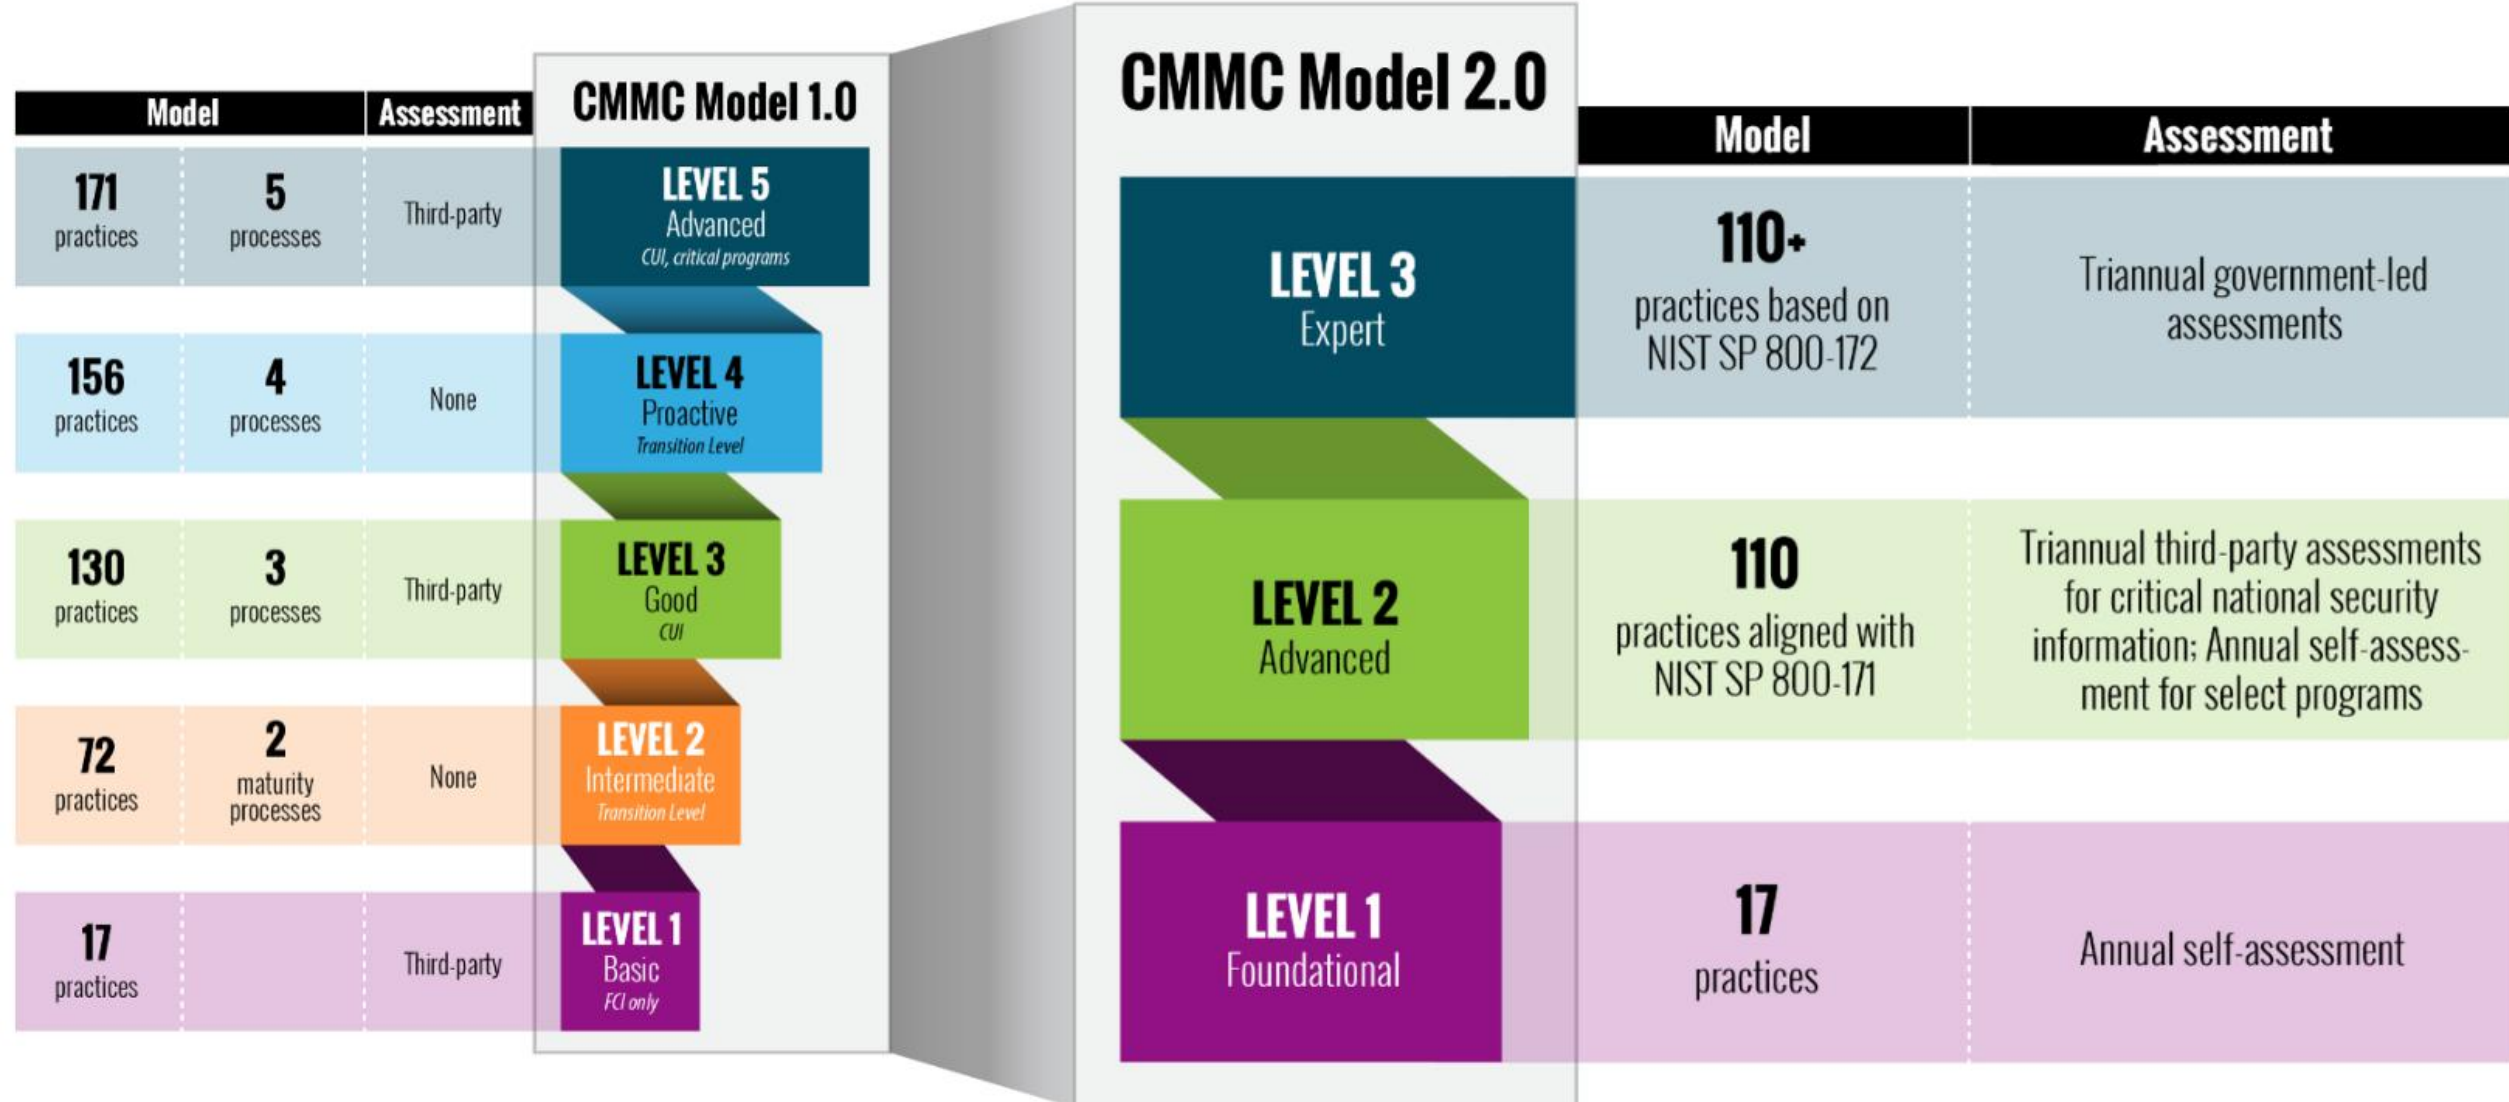 CMMC Model 1.0
Model
Assessment
171
practices
5
processes
Third-party
LEVEL 5
Advanced
CUI, critical programs
156
practices
4
processes
None
LEVEL 4
Proactive
Transition Level
130
practices
3
processes
Third-party
LEVEL 3
Good
CUI
72
practices
2
maturity
processes
None
LEVEL 2
Intermediate
Transition Level
17
practices
Third-party
LEVEL 1
Basic
FCI only
CMMC Model 2.0
Model
Assessment
LEVEL 3
Expert
110+
practices based on
NIST SP 800-172
Triannual government-led
assessments
LEVEL 2
Advanced
110
practices aligned with
NIST SP 800-171
Triannual third-party assessments
for critical national security
information; Annual self-assess-
ment for select programs
LEVEL 1
Foundational
17
practices
Annual self-assessment